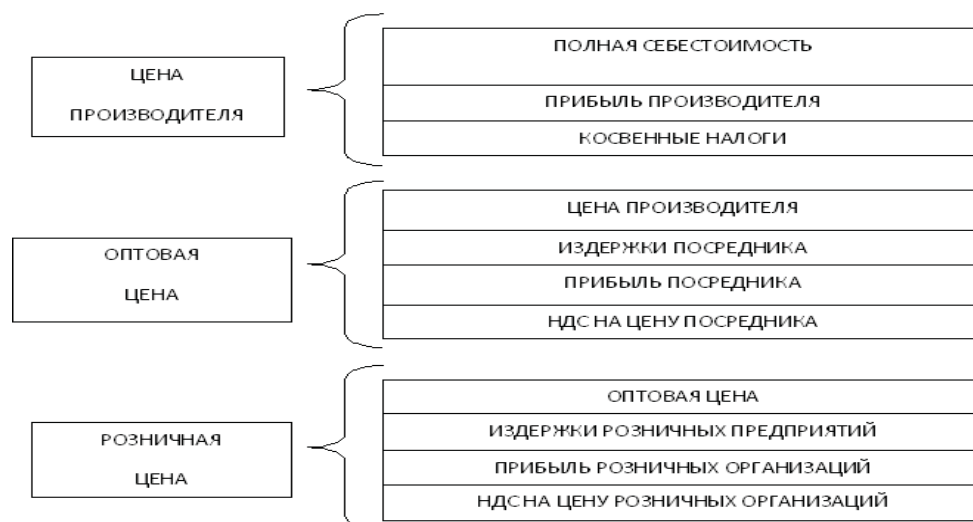 ЦЕНА
ПРОИЗВОДИТЕЛЯ
ПОЛНАЯ СЕБЕСТОИМОСТЬ
ПРИБЫЛЬ ПРОИЗВОДИТЕЛЯ
КОСВЕННЫЕ НАЛОГИ
ОПТОВАЯ
ЦЕНА
ЦЕНА ПРОИЗВОДИТЕЛЯ
ИЗДЕРЖКИ ПОСРЕДНИКА
ПРИБЫЛЬ ПОСРЕДНИКА
НДС НА ЦЕНУ ПОСРЕДНИКА
РОЗНИЧНАЯ
ЦЕНА
ОПТОВАЯ ЦЕНА
ИЗДЕРЖКИ РОЗНИЧНЫХ ПРЕДПРИЯТИЙ
ПРИБЫЛЬ РОЗНИЧНЫХ ОРГАНИЗАЦИЙ
НДС НА ЦЕНУ РОЗНИЧНЫХ ОРГАНИЗАЦИЙ